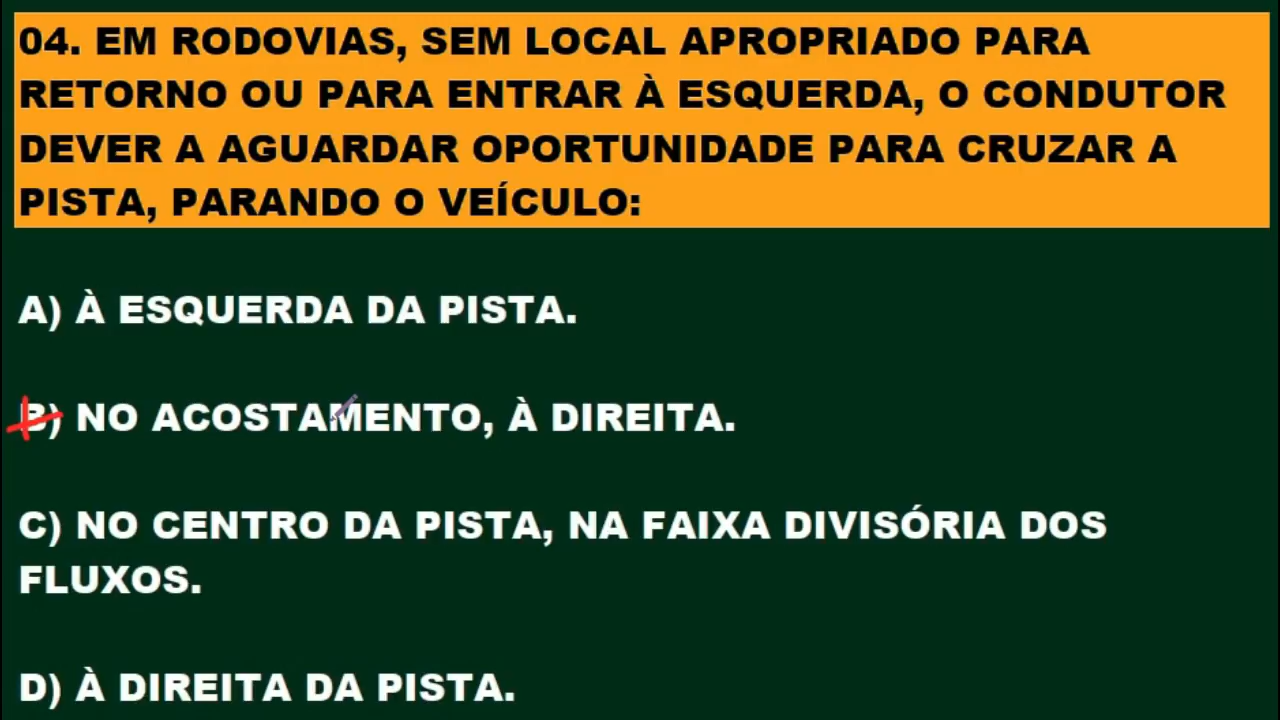 04. EM RODOVIAS, SEM LOCAL APROPRIADO PARA
RETORNO OU PARA ENTRAR À ESQUERDA, O CONDUTOR
DEVER A AGUARDAR OPORTUNIDADE PARA CRUZAR A
PISTA, PARANDO O VEÍCULO:
A) À ESQUERDA DA PISTA.
B) NO ACOSTAMENTO, À DIREITA.
C) NO CENTRO DA PISTA, NA FAIXA DIVISÓRIA DOS
FLUXOS.
D) À DIREITA DA PISTA.